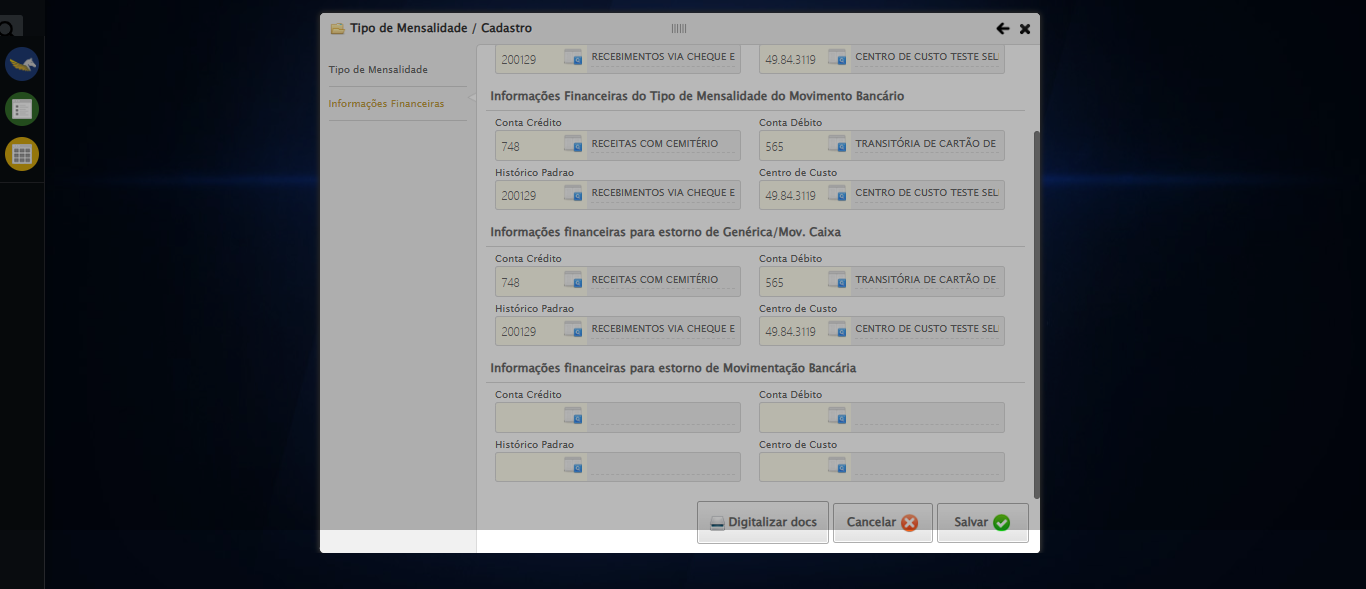 Tipo de Mensalidade / Cadastro
Tipo de Mensalidade
Informações Financeiras
200129 RECEBIMENTOS VIA CHEQUE E 49.84.3119 CENTRO DE CUSTO TESTE SEL
Informações Financeiras do Tipo de Mensalidade do Movimento Bancário
Conta Crédito Conta Débito
748 RECEITAS COM CEMITÉRIO 565 TRANSITÓRIA DE CARTÃO DE
Histórico Padrao Centro de Custo
200129 RECEBIMENTOS VIA CHEQUE E 49.84.3119 CENTRO DE CUSTO TESTE SEL
Informações financeiras para estorno de Genérica/Mov. Caixa
Conta Crédito Conta Débito
748 RECEITAS COM CEMITÉRIO 565 TRANSITÓRIA DE CARTÃO DE
Histórico Padrao Centro de Custo
200129 RECEBIMENTOS VIA CHEQUE E 49.84.3119 CENTRO DE CUSTO TESTE SEL
Informações financeiras para estorno de Movimentação Bancária
Conta Crédito Conta Débito
Histórico Padrao Centro de Custo
Digitalizar docs Cancelar Salvar